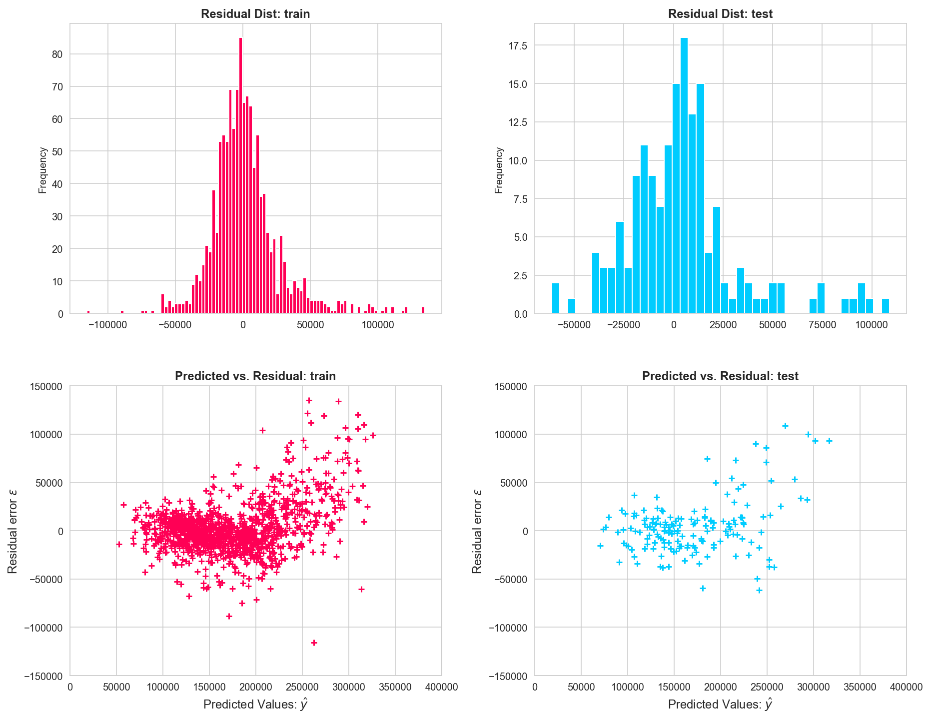 Residual Dist: train
Frequency
80
70
60
50
40
30
20
10
0
−100000 −50000 0 50000 100000
Residual Dist: test
Frequency
17.5
15.0
12.5
10.0
7.5
5.0
2.5
0.0
−50000 −25000 0 25000 50000 75000 100000
Predicted vs. Residual: train
Residual error ε
150000
100000
50000
0
−50000
−100000
−150000
0 50000 100000 150000 200000 250000 300000 350000 400000
Predicted Values: ŷ
Predicted vs. Residual: test
Residual error ε
150000
100000
50000
0
−50000
−100000
−150000
0 50000 100000 150000 200000 250000 300000 350000 400000
Predicted Values: ŷ